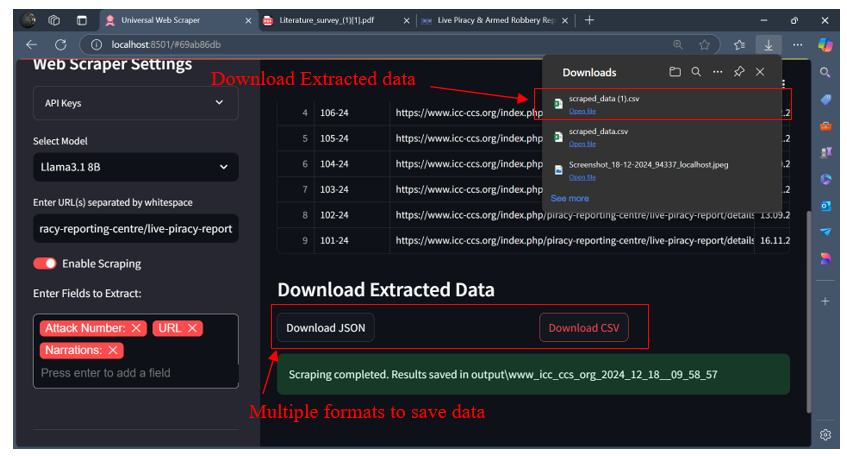 Universal Web Scraper
Literature_survey_(1)[1].pdf
Live Piracy & Armed Robbery Rep
localhost:8501/#69ab86db
Web Scraper Settings
API Keys
Select Model
Llama3.1 8B
Enter URL(s) separated by whitespace
racy-reporting-centre/live-piracy-report
Enable Scraping
Enter Fields to Extract:
Attack Number:
URL
Narrations:
Press enter to add a field
Download Extracted data
Downloads
scraped_data (1).csv
Open file
scraped_data.csv
Open file
Screenshot_18-12-2024_94337_localhost.jpeg
Open file
See more
4 106-24 https://www.icc-ccs.org/index.php/p .2
5 105-24 https://www.icc-ccs.org/index.php/p .2
6 104-24 https://www.icc-ccs.org/index.php/p .2
7 103-24 https://www.icc-ccs.org/index.php/p .2
8 102-24 https://www.icc-ccs.org/index.php/piracy-reporting-centre/live-piracy-report/details 13.09.2
9 101-24 https://www.icc-ccs.org/index.php/piracy-reporting-centre/live-piracy-report/details 16.11.2
Download Extracted Data
Download JSON
Download CSV
Scraping completed. Results saved in output\www_icc_ccs_org_2024_12_18__09_58_57
Multiple formats to save data